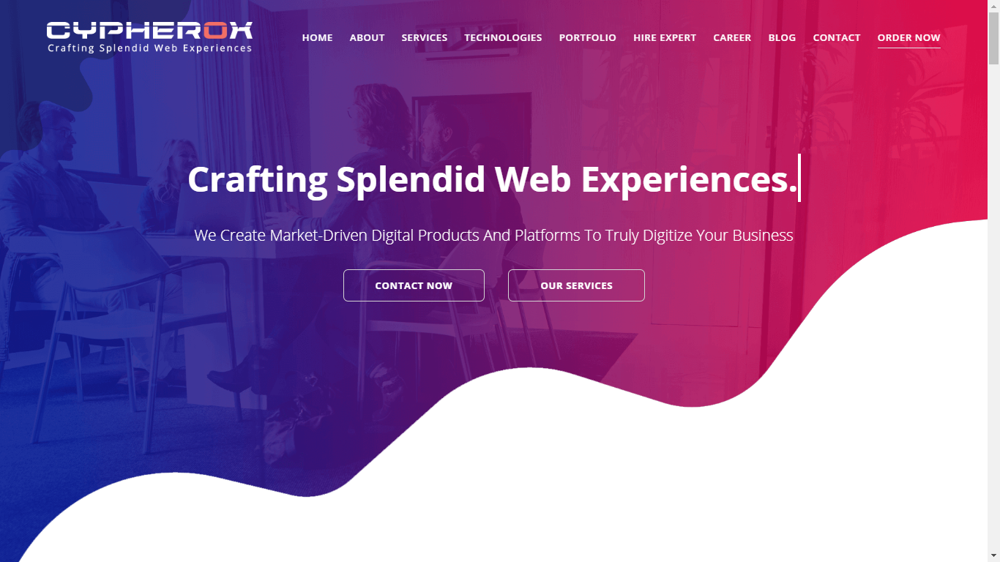 CYPHEROX
Crafting Splendid Web Experiences
HOME ABOUT SERVICES TECHNOLOGIES PORTFOLIO HIRE EXPERT CAREER BLOG CONTACT ORDER NOW
Crafting Splendid Web Experiences.
We Create Market-Driven Digital Products And Platforms To Truly Digitize Your Business
CONTACT NOW OUR SERVICES